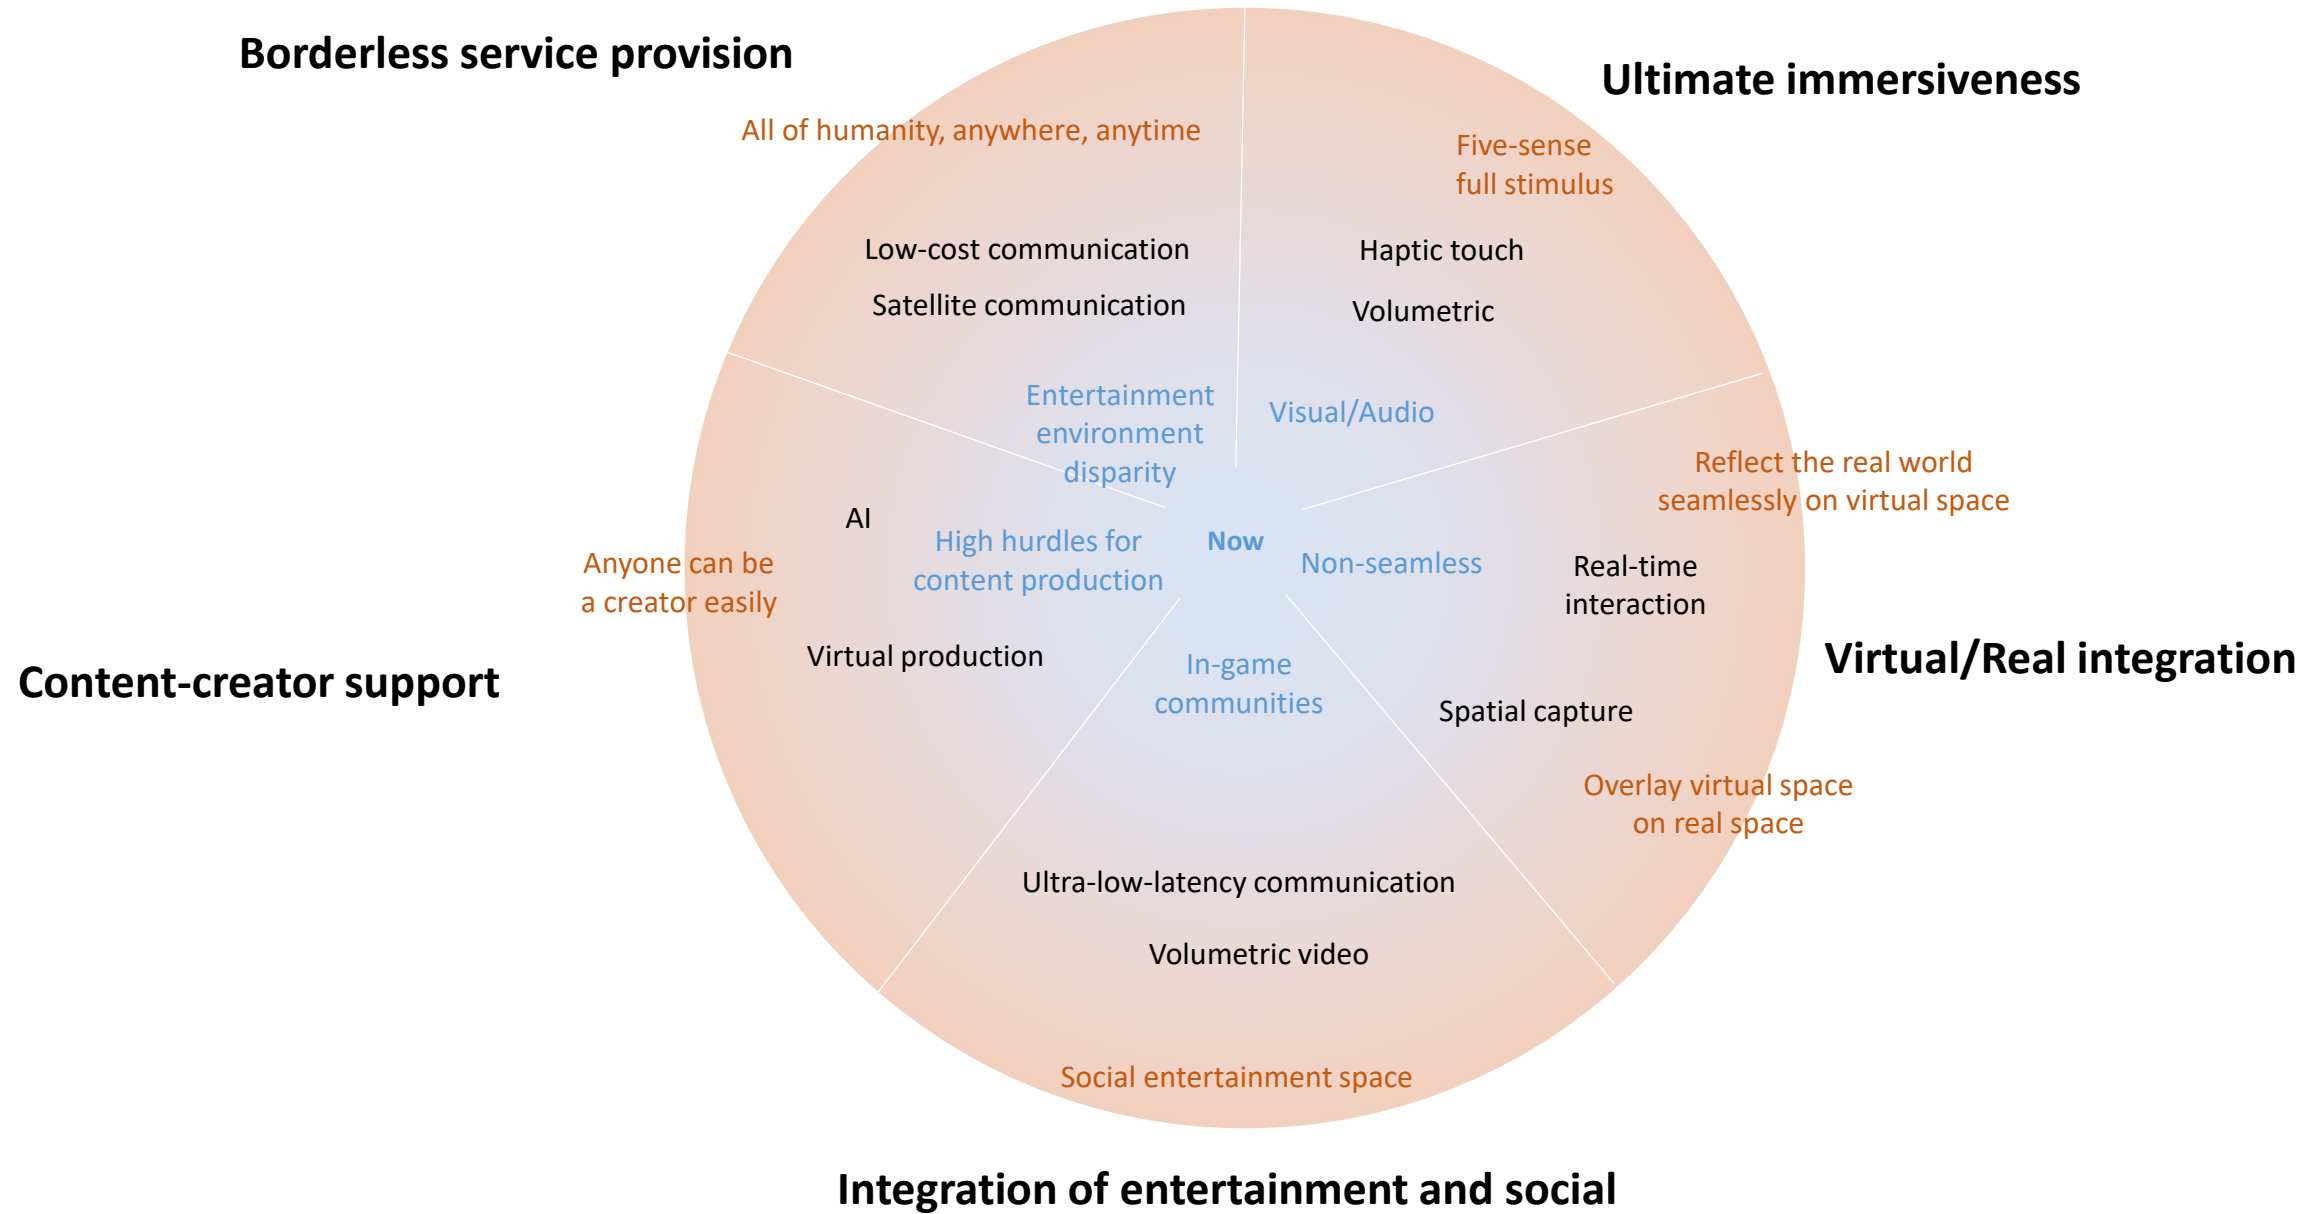 Borderless service provision
Ultimate immersiveness
All of humanity, anywhere, anytime
Five-sense
full stimulus
Low-cost communication
Haptic touch
Satellite communication
Volumetric
Entertainment
environment
disparity
Visual/Audio
Reflect the real world
seamlessly on virtual space
AI
High hurdles for
content production
Now
Non-seamless
Real-time
interaction
Anyone can be
a creator easily
Virtual production
In-game
communities
Content-creator support
Virtual/Real integration
Spatial capture
Overlay virtual space
on real space
Ultra-low-latency communication
Volumetric video
Social entertainment space
Integration of entertainment and social